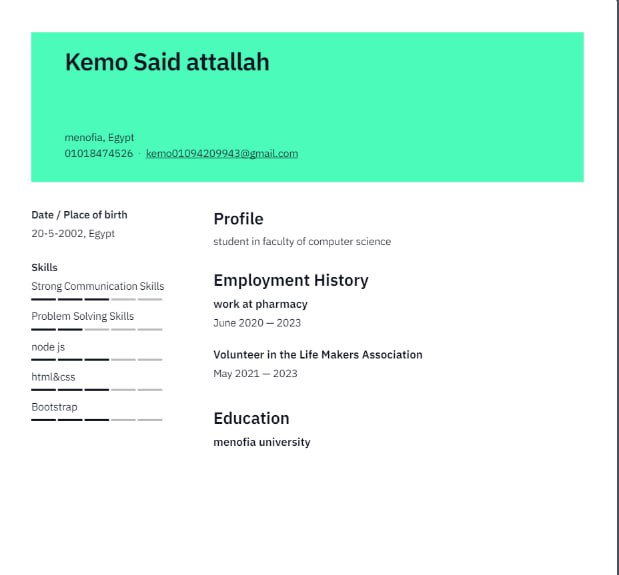 Kemo Said attallah
menofia, Egypt
01018474526 · kemo01094209943@gmail.com
Date / Place of birth
20-5-2002, Egypt
Skills
Strong Communication Skills
Problem Solving Skills
node js
html&css
Bootstrap
Profile
student in faculty of computer science
Employment History
work at pharmacy
June 2020 — 2023
Volunteer in the Life Makers Association
May 2021 — 2023
Education
menofia university